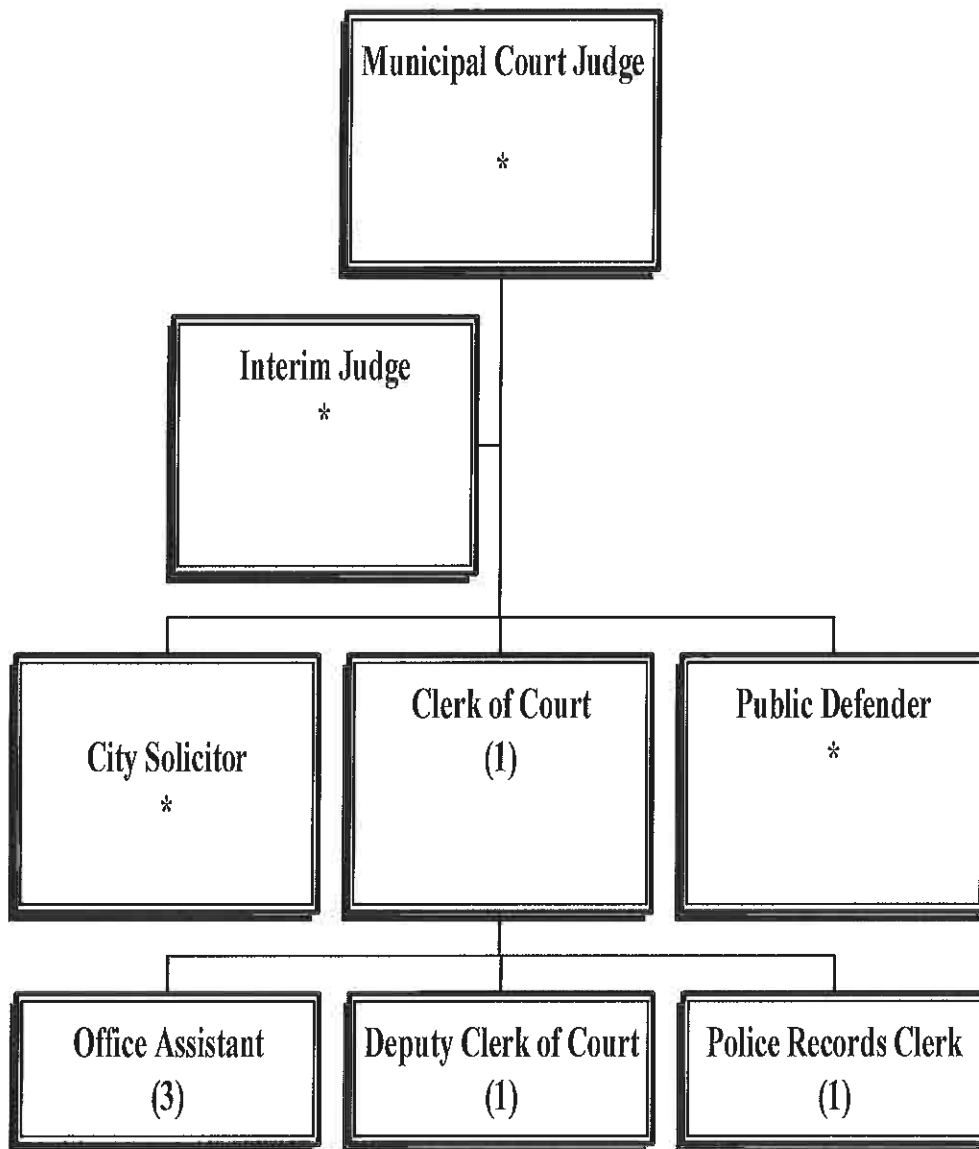 Municipal Court Judge
*
Interim Judge
*
City Solicitor
*
Clerk of Court
(1)
Public Defender
*
Office Assistant
(3)
Deputy Clerk of Court
(1)
Police Records Clerk
(1)